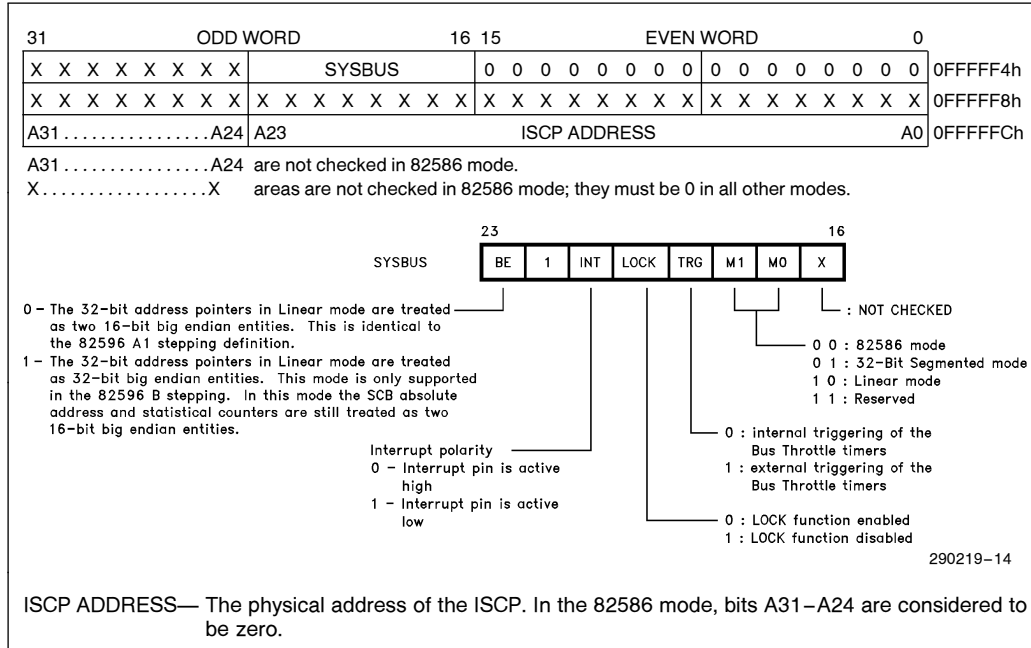 31 ODD WORD 16 15 EVEN WORD 0
X X X X X X X X SYSBUS 0 0 0 0 0 0 0 0 0 0 0 0 0 0 0 0 0FFFFF4h
X X X X X X X X X X X X X X X X X X X X X X X X X X X X X X X X 0FFFFF8h
A31 . . . . . . . . . . . . . . . . A24 A23 ISCP ADDRESS A0 0FFFFFCh
A31 . . . . . . . . . . . . . . . . A24 are not checked in 82586 mode.
X . . . . . . . . . . . . . . . . . . X areas are not checked in 82586 mode; they must be 0 in all other modes.
23 16
SYSBUS BE 1 INT LOCK TRG M1 M0 X
0 – The 32-bit address pointers in Linear mode are treated
as two 16-bit big endian entities. This is identical to
the 82596 A1 stepping definition.
1 – The 32-bit address pointers in Linear mode are treated
as 32-bit big endian entities. This mode is only supported
in the 82596 B stepping. In this mode the SCB absolute
address and statistical counters are still treated as two
16-bit big endian entities.
Interrupt polarity
0 – Interrupt pin is active
high
1 – Interrupt pin is active
low
: NOT CHECKED
0 0 : 82586 mode
0 1 : 32-Bit Segmented mode
1 0 : Linear mode
1 1 : Reserved
0 : internal triggering of the
Bus Throttle timers
1 : external triggering of the
Bus Throttle timers
0 : LOCK function enabled
1 : LOCK function disabled
290219–14
ISCP ADDRESS— The physical address of the ISCP. In the 82586 mode, bits A31–A24 are considered to
be zero.